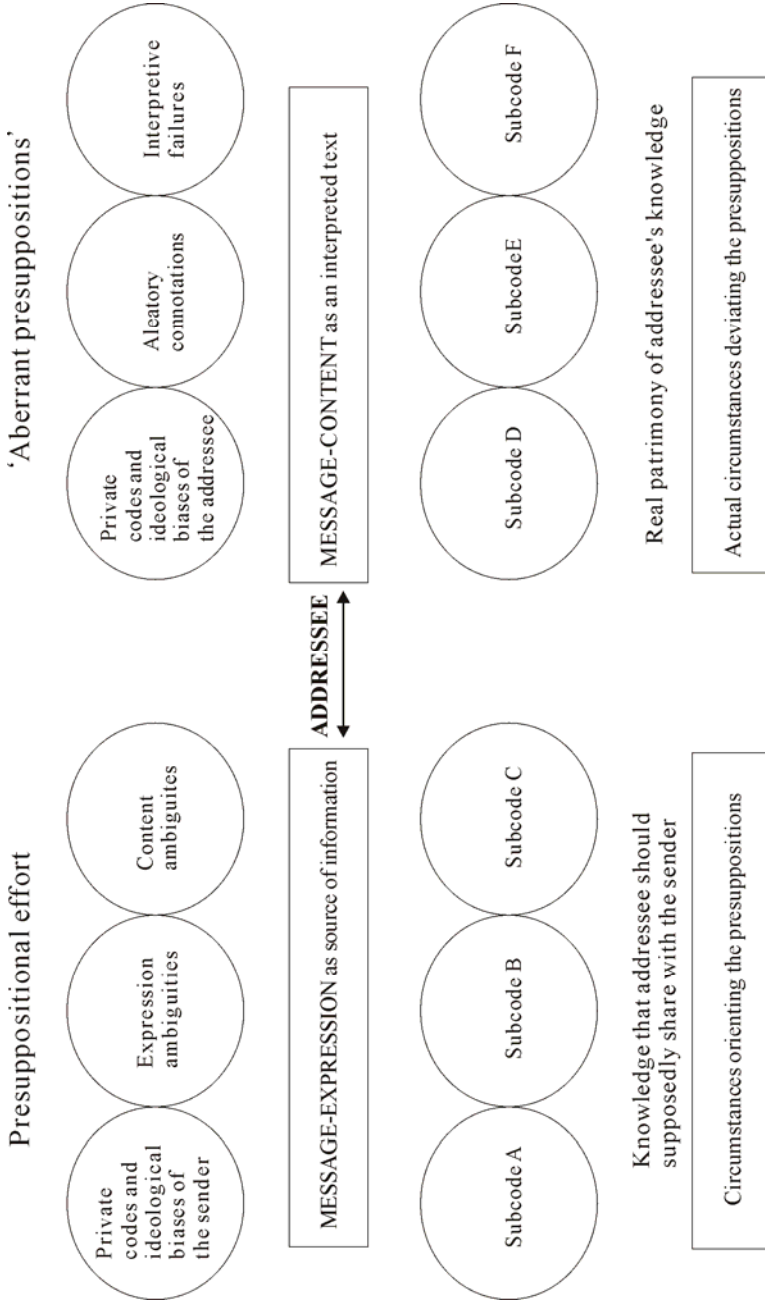 Presuppositional effort
Private
codes and
ideological
biases of
the sender
Expression
ambiguities
Content
ambiguites
MESSAGE-EXPRESSION as source of information
Subcode A
Subcode B
Subcode C
Knowledge that addressee should
supposedly share with the sender
Circumstances orienting the presuppositions
ADDRESSEE
'Aberrant presuppositions'
Private
codes and
ideological
biases of
the addressee
Aleatory
connotations
Interpretive
failures
MESSAGE-CONTENT as an interpreted text
Subcode D
SubcodeE
Subcode F
Real patrimony of addressee's knowledge
Actual circumstances deviating the presuppositions